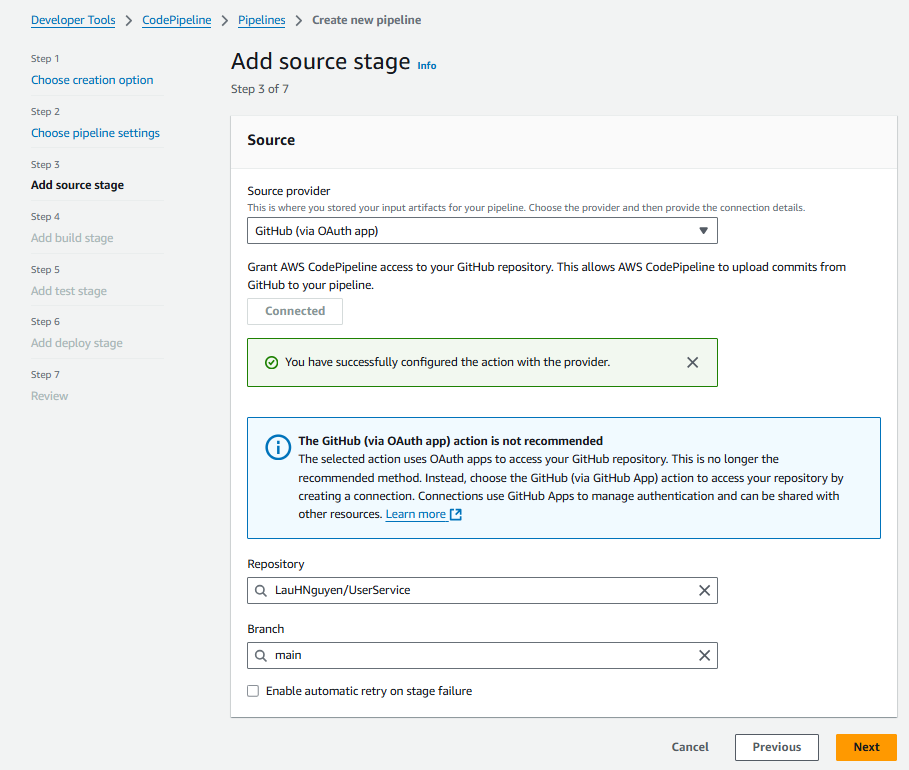 Developer Tools > CodePipeline > Pipelines > Create new pipeline
Step 1
Choose creation option
Step 2
Choose pipeline settings
Step 3
Add source stage
Step 4
Add build stage
Step 5
Add test stage
Step 6
Add deploy stage
Step 7
Review
Add source stage Info
Step 3 of 7
Source
Source provider
This is where you stored your input artifacts for your pipeline. Choose the provider and then provide the connection details.
GitHub (via OAuth app)
Grant AWS CodePipeline access to your GitHub repository. This allows AWS CodePipeline to upload commits from
GitHub to your pipeline.
Connected
You have successfully configured the action with the provider.
The GitHub (via OAuth app) action is not recommended
The selected action uses OAuth apps to access your GitHub repository. This is no longer the
recommended method. Instead, choose the GitHub (via GitHub App) action to access your repository by
creating a connection. Connections use GitHub Apps to manage authentication and can be shared with
other resources. Learn more
Repository
LauHNguyen/UserService
Branch
main
Enable automatic retry on stage failure
Cancel
Previous
Next